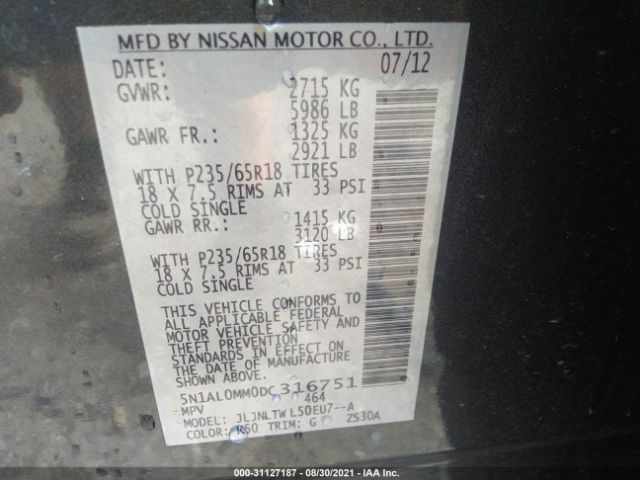 MFD BY NISSAN MOTOR CO., LTD.
DATE: 07/12
GVWR: 2715 KG
5986 LB
GAWR FR.: 1325 KG
2921 LB
WITH P235/65R18 TIRES
18 X 7.5 RIMS AT 33 PSI
COLD SINGLE
GAWR RR.: 1415 KG
3120 LB
WITH P235/65R18 TIRES
18 X 7.5 RIMS AT 33 PSI
COLD SINGLE
THIS VEHICLE CONFORMS TO
ALL APPLICABLE FEDERAL
MOTOR VEHICLE SAFETY AND
THEFT PREVENTION
STANDARDS IN EFFECT ON
THE DATE OF MANUFACTURE
SHOWN ABOVE.
5N1AL0MM0DC316751
MPV 464
MODEL: JLJNLTWL50EU7--A
COLOR: K60 TRIM: G ZS30A
000-31127187 - 08/30/2021 - IAA Inc.